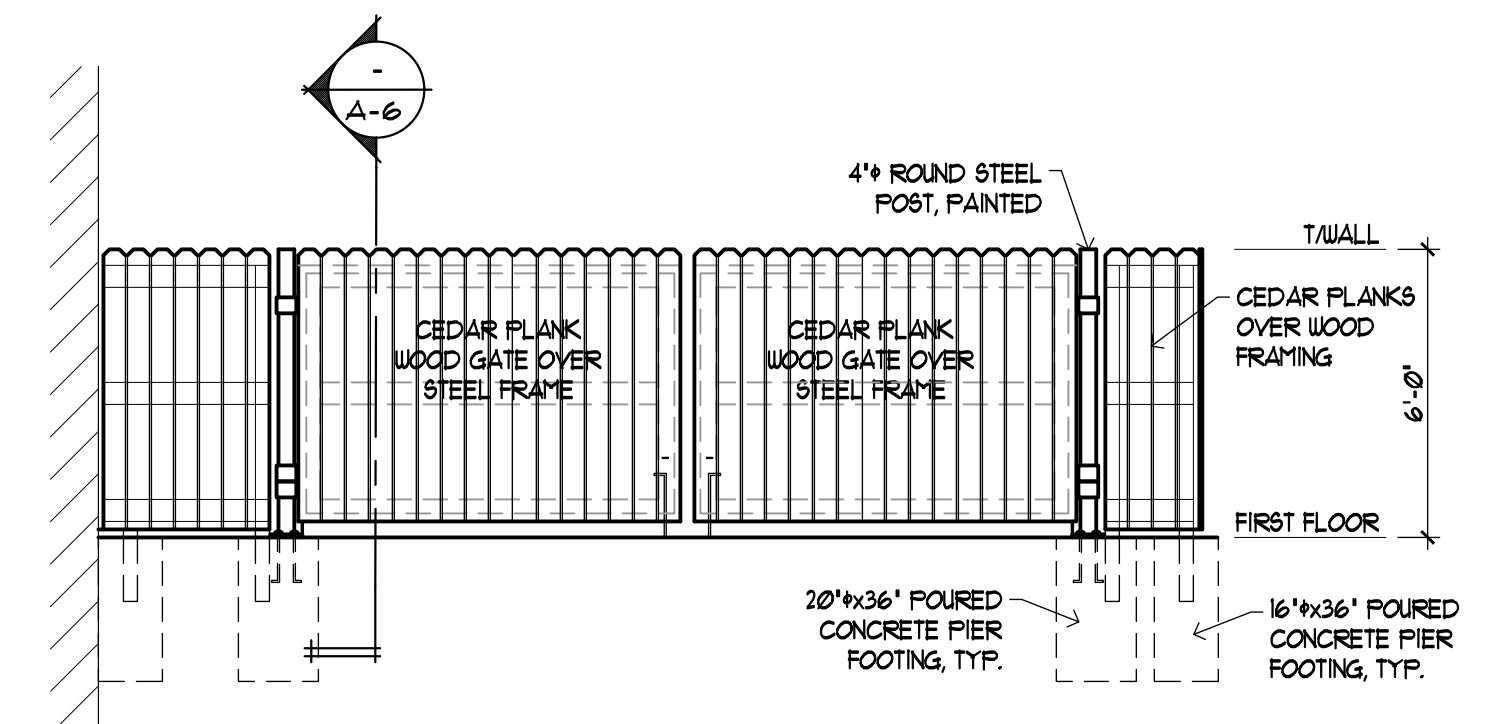 -
A-6
4"φ ROUND STEEL
POST, PAINTED
T/WALL
CEDAR PLANKS
OVER WOOD
FRAMING
CEDAR PLANK
WOOD GATE OVER
STEEL FRAME
CEDAR PLANK
WOOD GATE OVER
STEEL FRAME
6'-0"
FIRST FLOOR
20"φx36" POURED
CONCRETE PIER
FOOTING, TYP.
16"φx36" POURED
CONCRETE PIER
FOOTING, TYP.